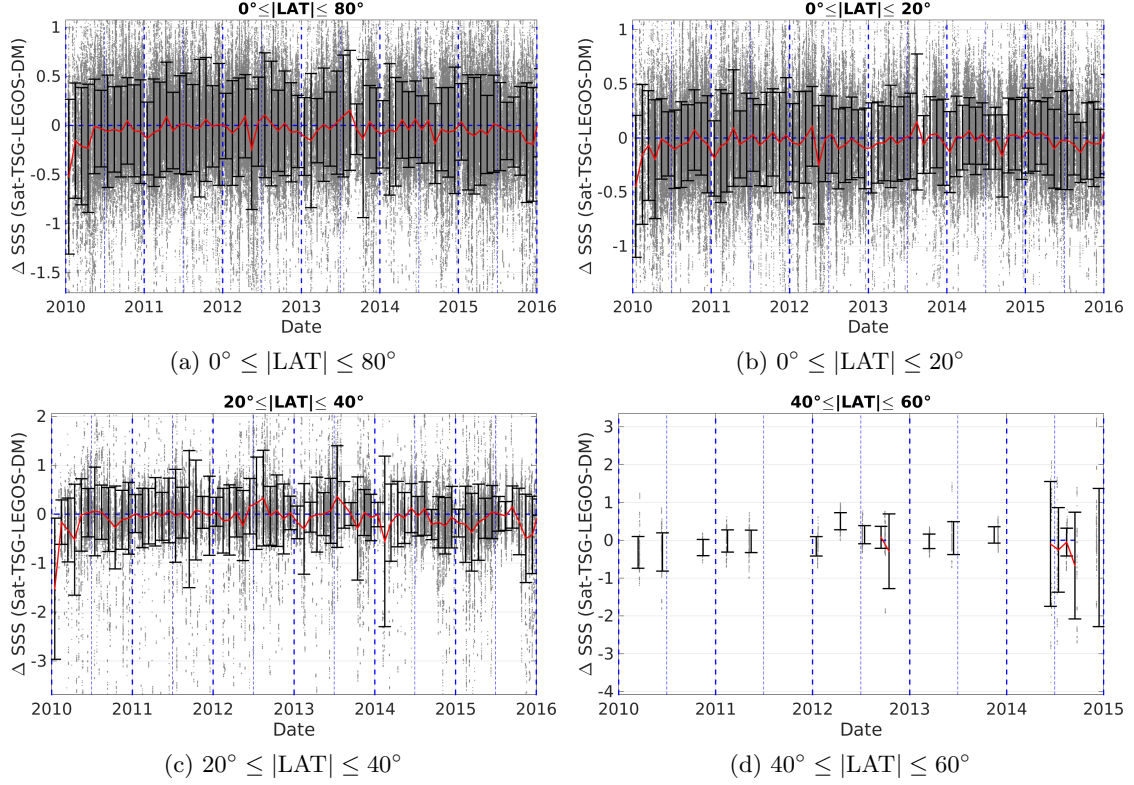 0°≤|LAT|≤ 80°
Δ SSS (Sat-TSG-LEGOS-DM)
1
0.5
0
-0.5
-1
-1.5
2010 2011 2012 2013 2014 2015 2016
Date
(a) 0° ≤ |LAT| ≤ 80°
0°≤|LAT|≤ 20°
Δ SSS (Sat-TSG-LEGOS-DM)
1
0.5
0
-0.5
-1
2010 2011 2012 2013 2014 2015 2016
Date
(b) 0° ≤ |LAT| ≤ 20°
20°≤|LAT|≤ 40°
Δ SSS (Sat-TSG-LEGOS-DM)
2
1
0
-1
-2
-3
2010 2011 2012 2013 2014 2015 2016
Date
(c) 20° ≤ |LAT| ≤ 40°
40°≤|LAT|≤ 60°
Δ SSS (Sat-TSG-LEGOS-DM)
3
2
1
0
-1
-2
-3
-4
2010 2011 2012 2013 2014 2015
Date
(d) 40° ≤ |LAT| ≤ 60°